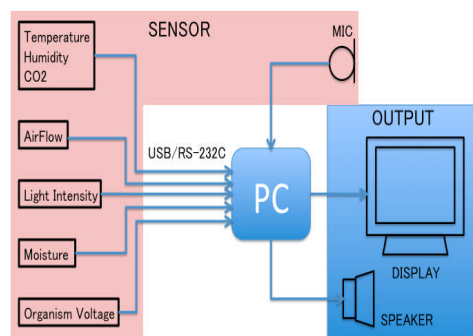 SENSOR
MIC
Temperature
Humidity
CO2
AirFlow
Light Intensity
Moisture
Organism Voltage
USB/RS-232C
PC
OUTPUT
DISPLAY
SPEAKER